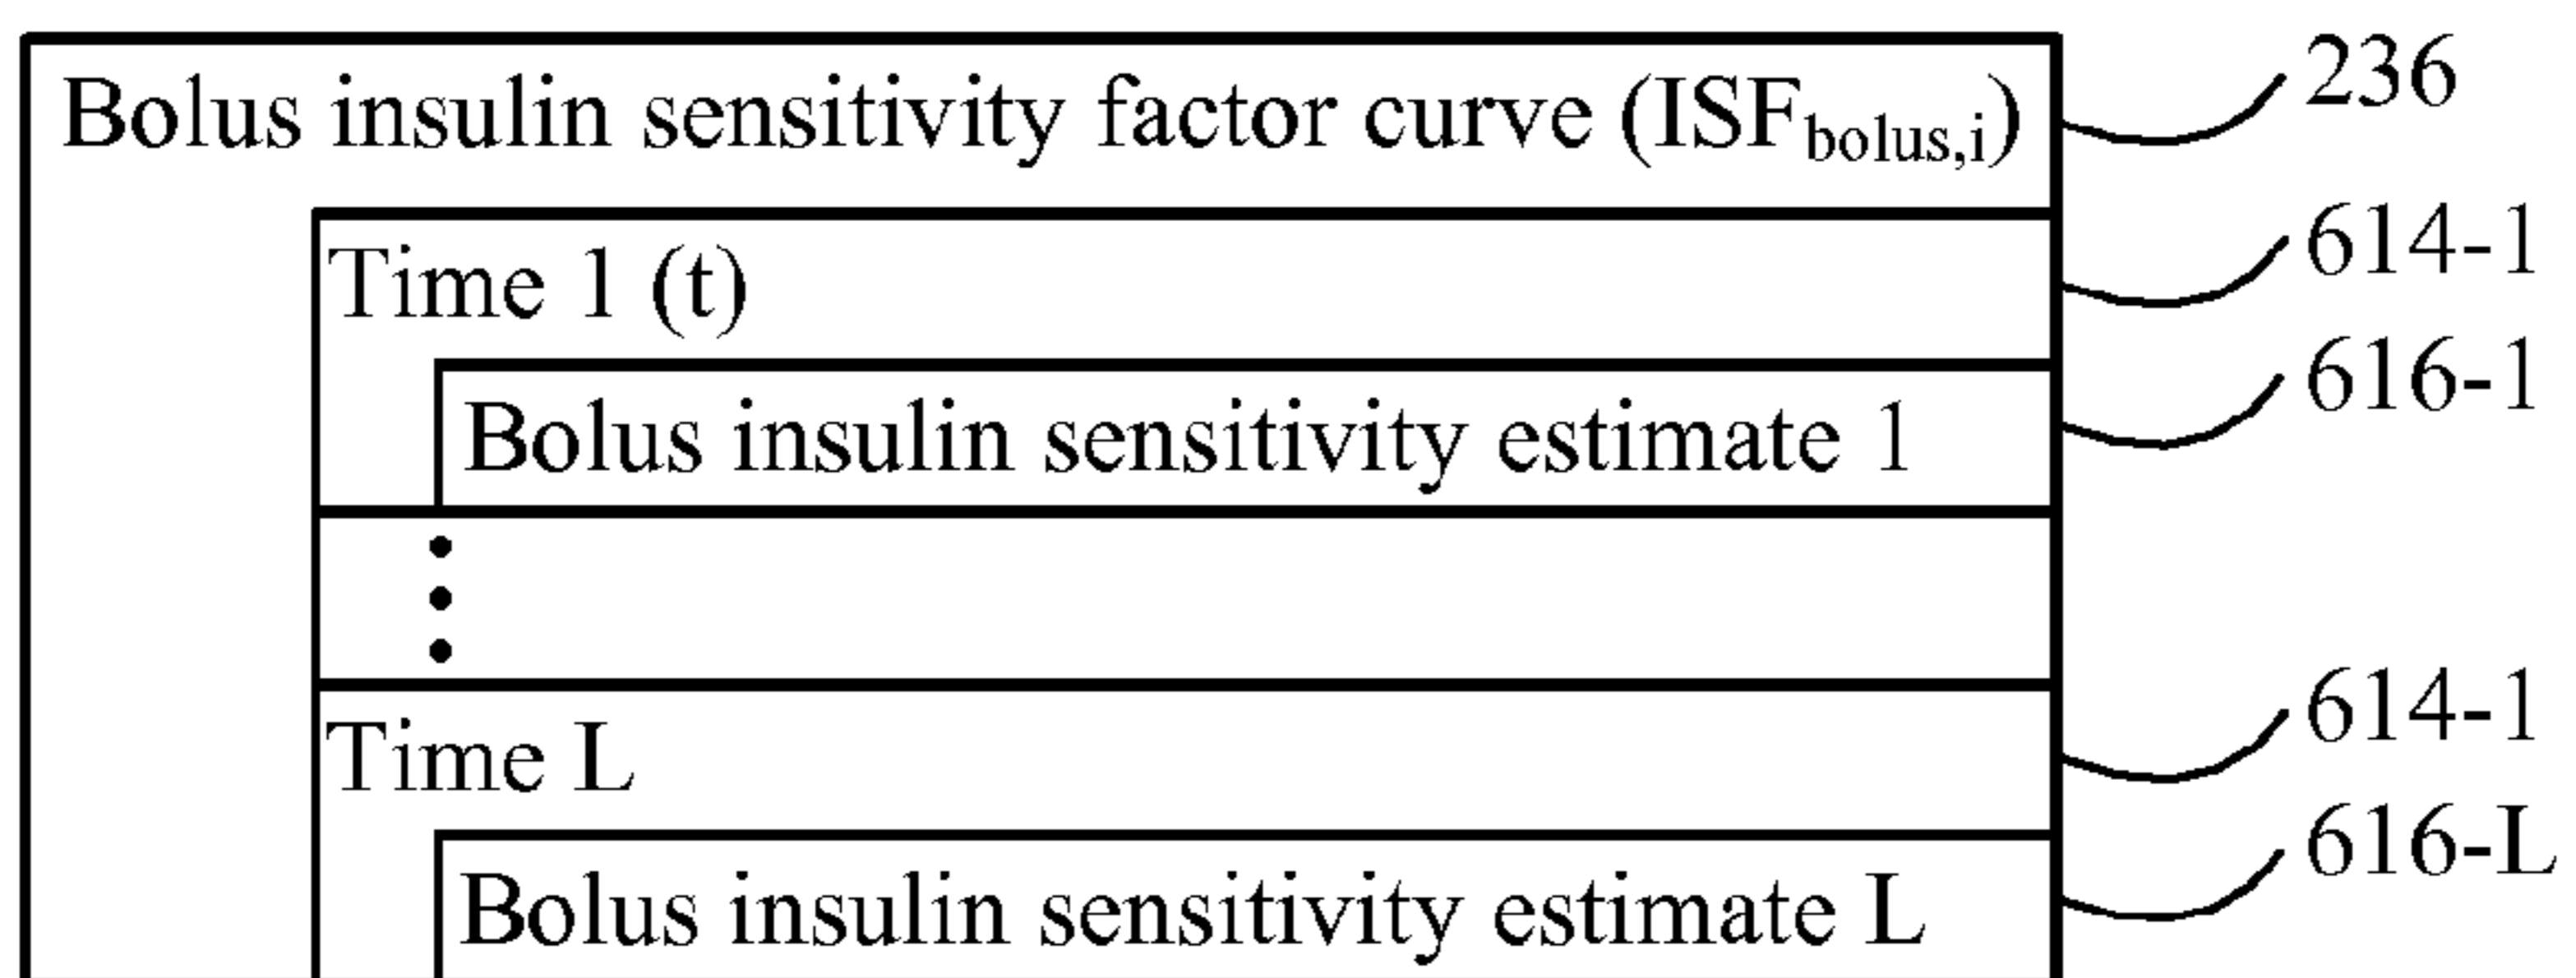 Bolus insulin sensitivity factor curve (ISFbolus,i) 236
Time 1 (t) 614-1
Bolus insulin sensitivity estimate 1 616-1
Time L 614-1
Bolus insulin sensitivity estimate L 616-L